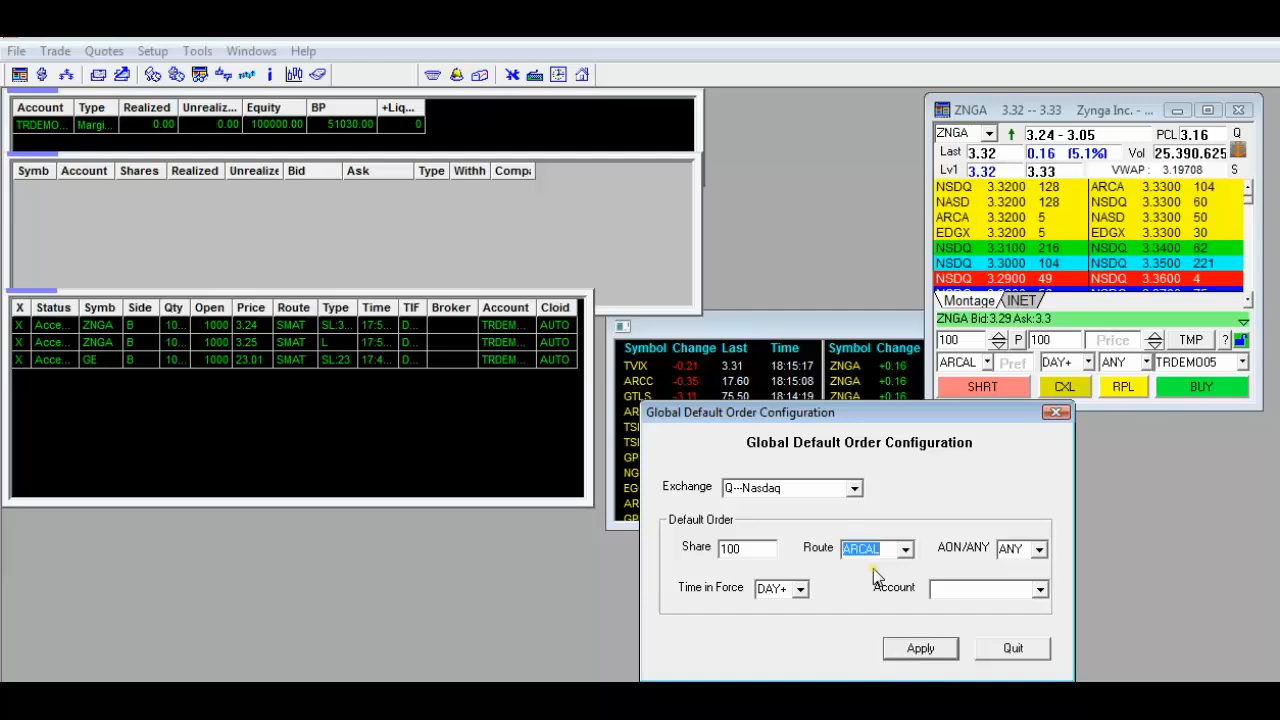 File Trade Quotes Setup Tools Windows Help
Account Type Realized Unrealiz... Equity BP +Liq...
TRDEMO... Margi... 0.00 0.00 100000.00 51030.00 0
Symb Account Shares Realized Unrealize Bid Ask Type Withh Compa
X Status Symb Side Qty Open Price Route Type Time TIF Broker Account Cloid
X Acce... ZNGA B 10... 1000 3.24 SMAT SL:3... 17:5... D... TRDEM... AUTO
X Acce... ZNGA B 10... 1000 3.25 SMAT L 17:5... D... TRDEM... AUTO
X Acce... GE B 10... 1000 23.01 SMAT SL:23 17:4... D... TRDEM... AUTO
ZNGA 3.32 -- 3.33 Zynga Inc. - ...
ZNGA 3.24 - 3.05 PCL 3.16 Q
Last 3.32 0.16 (5.1%) Vol 25.390.625
Lv1 3.32 3.33 VWAP : 3.19708 S
NSDQ 3.3200 128 ARCA 3.3300 104
NASD 3.3200 128 NSDQ 3.3300 60
ARCA 3.3200 5 NASD 3.3300 50
EDGX 3.3200 5 EDGX 3.3300 30
NSDQ 3.3100 216 NSDQ 3.3400 62
NSDQ 3.3000 104 NSDQ 3.3500 221
NSDQ 3.2900 49 NSDQ 3.3600 4
Montage INET
ZNGA Bid:3.29 Ask:3.3
100 P 100 Price TMP ?
ARCAL Pref DAY+ ANY TRDEMO05
SHRT CXL RPL BUY
Symbol Change Last Time Symbol Change
TVIX -0.21 3.31 18:15:07 ZNGA +0.16
ARCC -0.35 17.60 18:15:08 ZNGA +0.16
GTLS -3.11 75.50 18:14:19 ZNGA +0.16
Global Default Order Configuration
Global Default Order Configuration
Exchange Q---Nasdaq
Default Order
Share 100 Route ARCAL AON/ANY ANY
Time in Force DAY+ Account
Apply Quit